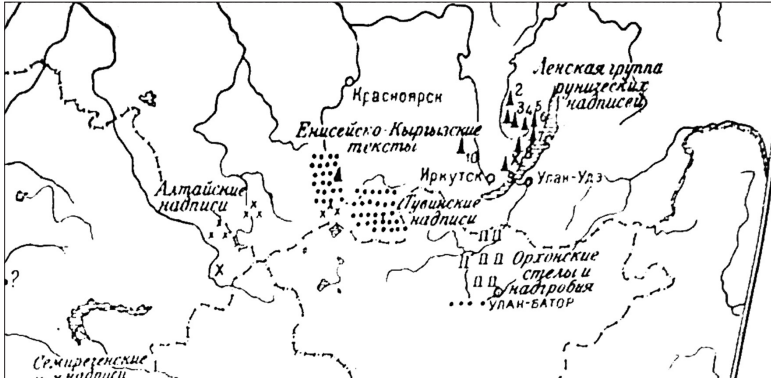 Ленская группа
рунических
надписей
2
3 4 5
6
7
8
9
10
Красноярск
Енисейско-Кыргызские
тексты
Иркутск
Улан-Удэ
Алтайские
надписи
Тувинские
надписи
Орхонские
стелы и
надгробия
УЛАН-БАТОР
?
Семиреченские
надписи